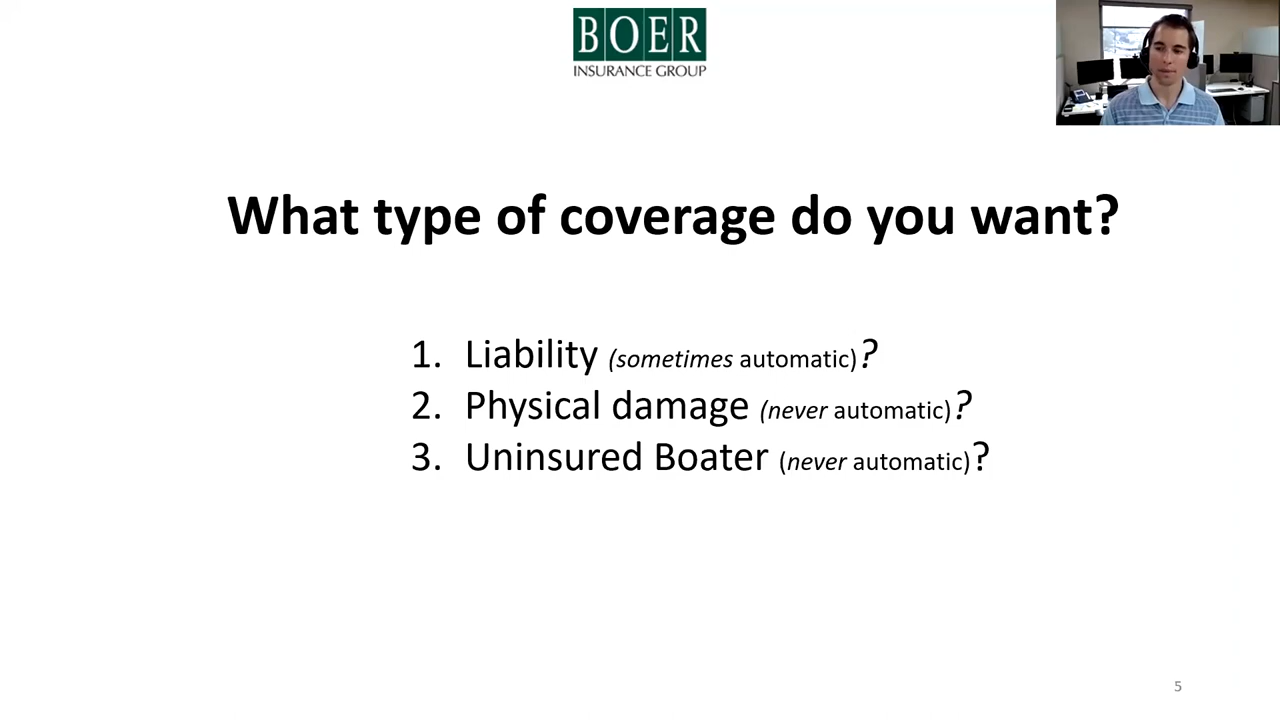 BOER
INSURANCE GROUP
What type of coverage do you want?
1. Liability (sometimes automatic)?
2. Physical damage (never automatic)?
3. Uninsured Boater (never automatic)?
5